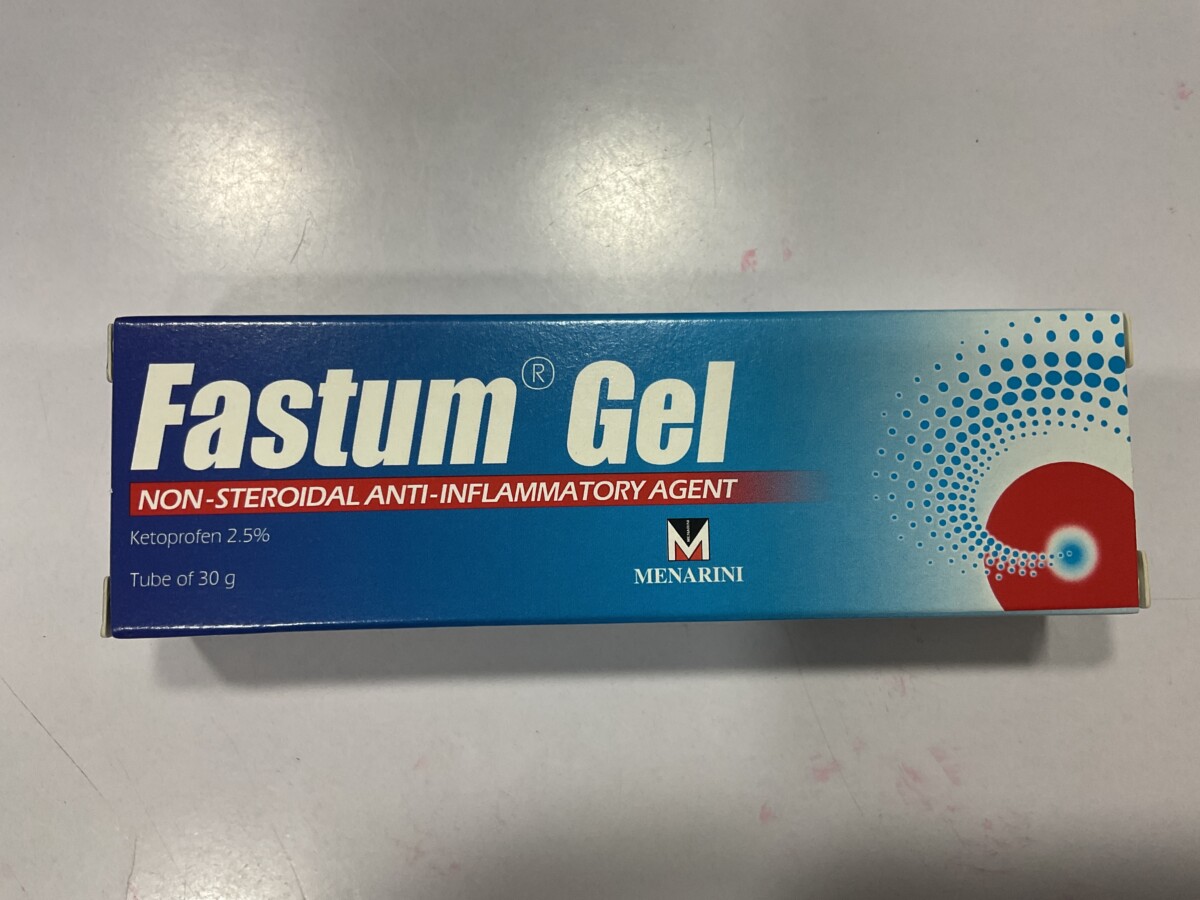 Fastum® Gel
NON-STEROIDAL ANTI-INFLAMMATORY AGENT
Ketoprofen 2.5%
Tube of 30 g
MENARINI